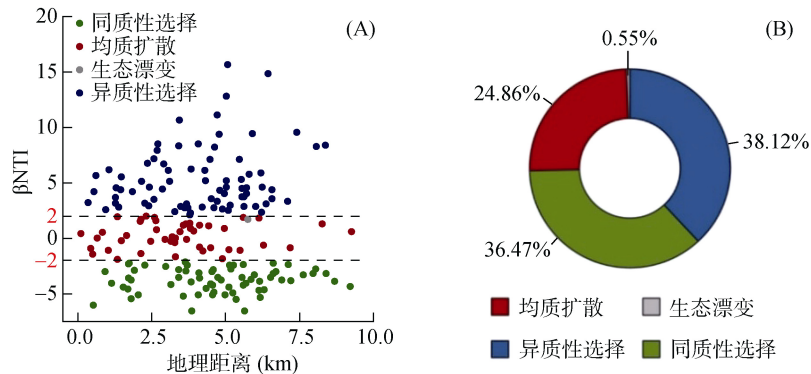 20
同质性选择
(A)
均质扩散
15
生态漂变
异质性选择
10
βNTI
5
2
0
−2
−5
0
2.5
5.0
7.5
10.0
地理距离 (km)
0.55%
(B)
24.86%
38.12%
36.47%
均质扩散
生态漂变
异质性选择
同质性选择